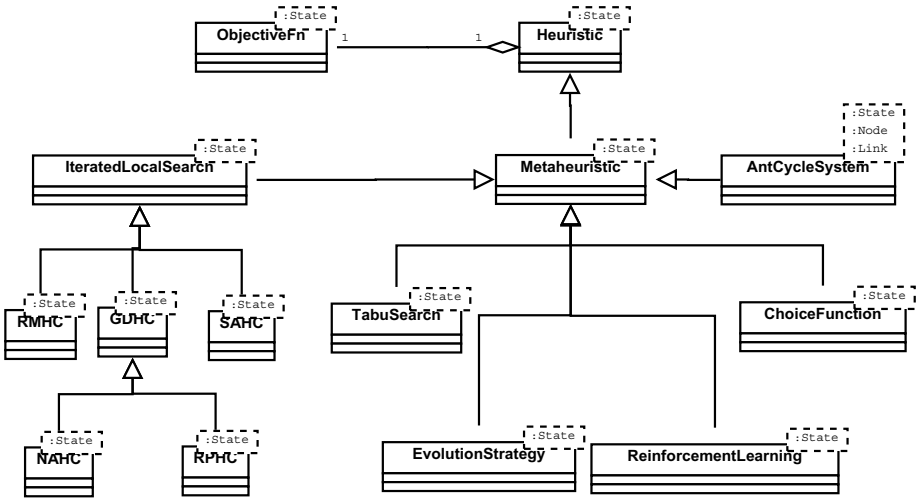 :State
ObjectiveFn
1
1
:State
Heuristic
:State
IteratedLocalSearch
:State
Metaheuristic
:State
:Node
:Link
AntCycleSystem
:State
RMHC
:State
GDHC
:State
SAHC
:State
TabuSearch
:State
ChoiceFunction
:State
NAHC
:State
RPHC
:State
EvolutionStrategy
:State
ReinforcementLearning